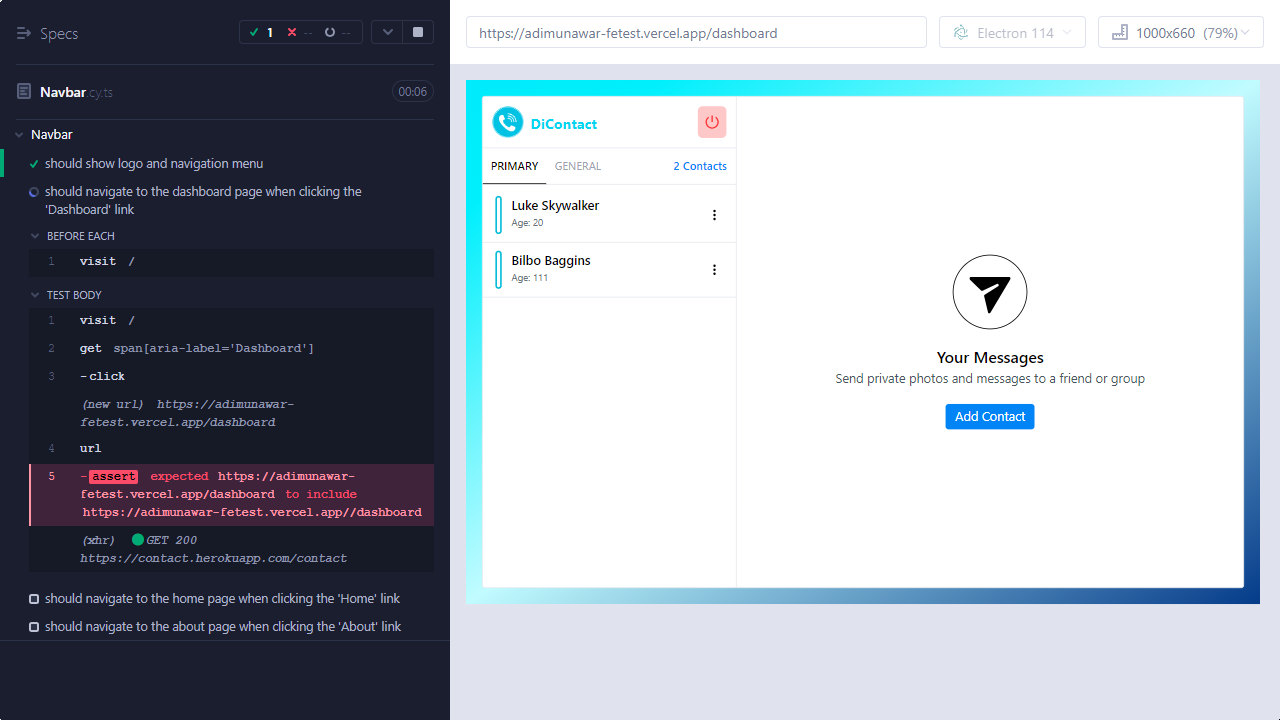 Specs
1 -- --
Navbar.cy.ts
00:06
Navbar
should show logo and navigation menu
should navigate to the dashboard page when clicking the
'Dashboard' link
BEFORE EACH
1 visit /
TEST BODY
1 visit /
2 get span[aria-label='Dashboard']
3 -click
(new url) https://adimunawar-
fetest.vercel.app/dashboard
4 url
5 -assert expected https://adimunawar-
fetest.vercel.app/dashboard to include
https://adimunawar-fetest.vercel.app//dashboard
(xhr) GET 200
https://contact.herokuapp.com/contact
should navigate to the home page when clicking the 'Home' link
should navigate to the about page when clicking the 'About' link
https://adimunawar-fetest.vercel.app/dashboard
Electron 114
1000x660 (79%)
DiContact
PRIMARY GENERAL 2 Contacts
Luke Skywalker
Age: 20
Bilbo Baggins
Age: 111
Your Messages
Send private photos and messages to a friend or group
Add Contact